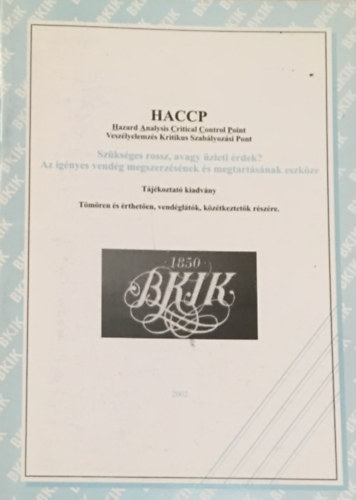 HACCP
Hazard Analysis Critical Control Point
Veszélyelemzés Kritikus Szabályozási Pont
Szükséges rossz, avagy üzleti érdek?
Az igényes vendég megszerzésének és megtartásának eszköze
Tájékoztató kiadvány
Tömören és érthetően, vendéglátók, közétkeztetők részére.
1850
BKIK
2002